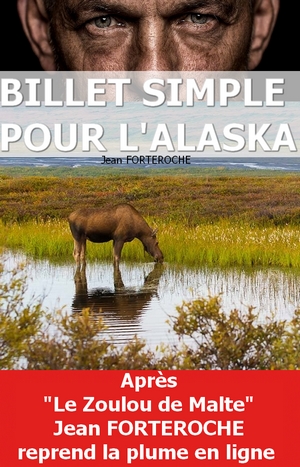 BILLET SIMPLE
POUR L'ALASKA
Jean FORTEROCHE
Après
"Le Zoulou de Malte"
Jean FORTEROCHE
reprend la plume en ligne